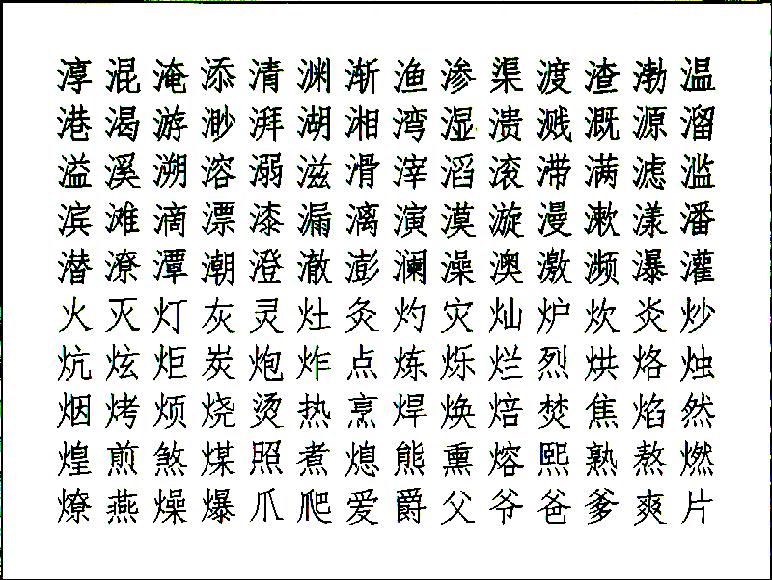 淳混淹添清渊渐渔渗渠渡渣渤温
港渴游渺湃湖湘湾湿溃溅溉源溜
溢溪溯溶溺滋滑滓滔滚滞满滤滥
滨滩滴漂漆漏漓演漠漩漫漱漾潘
潜潦潭潮澄澈澎澜澡澳激濒瀑灌
火灭灯灰灵灶灸灼灾灿炉炊炎炒
炕炫炬炭炮炸点炼烁烂烈烘烙烛
烟烤烦烧烫热烹焊焕焙焚焦焰然
煌煎煞煤照煮熄熊熏熔熙熟熬燃
燎燕燥爆爪爬爱爵父爷爸爹爽片